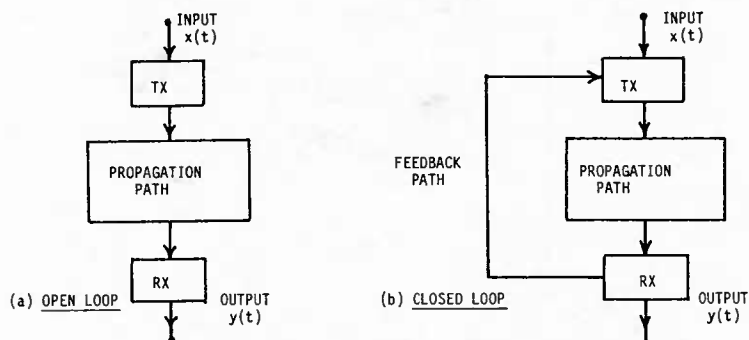 INPUT
x(t)
TX
PROPAGATION
PATH
RX
(a) OPEN LOOP
OUTPUT
y(t)
INPUT
x(t)
TX
FEEDBACK
PATH
PROPAGATION
PATH
RX
(b) CLOSED LOOP
OUTPUT
y(t)